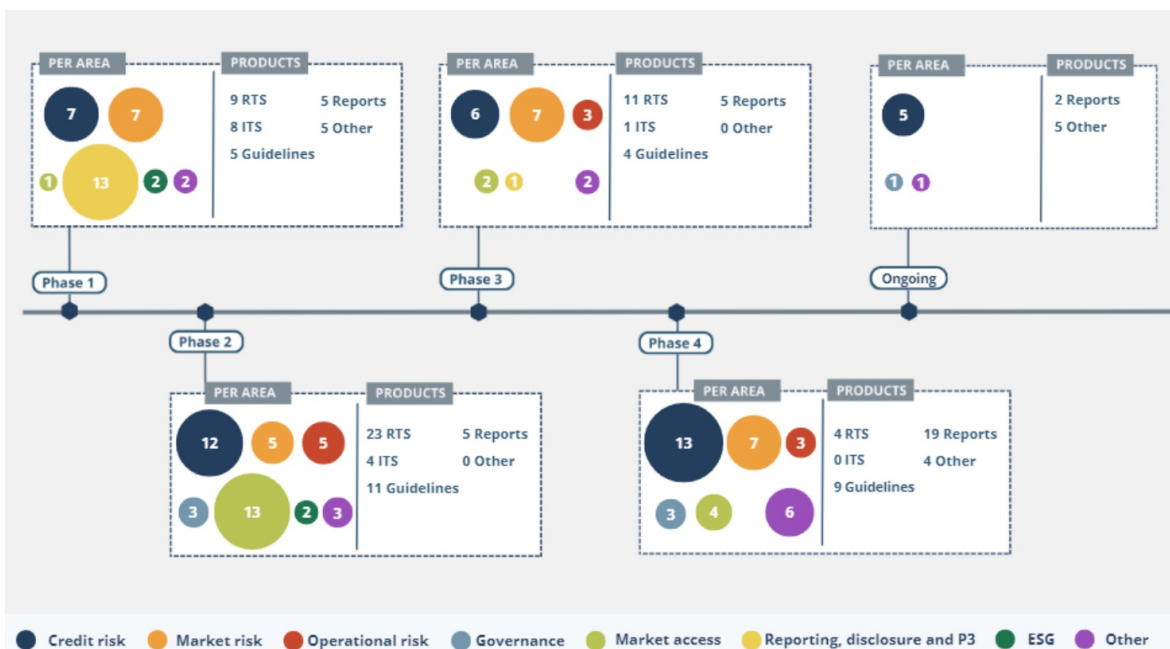 PER AREA
PRODUCTS
7
7
1
13
2
2
9 RTS
5 Reports
8 ITS
5 Other
5 Guidelines
PER AREA
PRODUCTS
6
7
3
2
1
2
11 RTS
5 Reports
1 ITS
0 Other
4 Guidelines
PER AREA
PRODUCTS
5
1
1
2 Reports
5 Other
Phase 1
Phase 3
Ongoing
Phase 2
Phase 4
PER AREA
PRODUCTS
12
5
5
3
13
2
3
23 RTS
5 Reports
4 ITS
0 Other
11 Guidelines
PER AREA
PRODUCTS
13
7
3
3
4
6
4 RTS
19 Reports
0 ITS
4 Other
9 Guidelines
Credit risk
Market risk
Operational risk
Governance
Market access
Reporting, disclosure and P3
ESG
Other